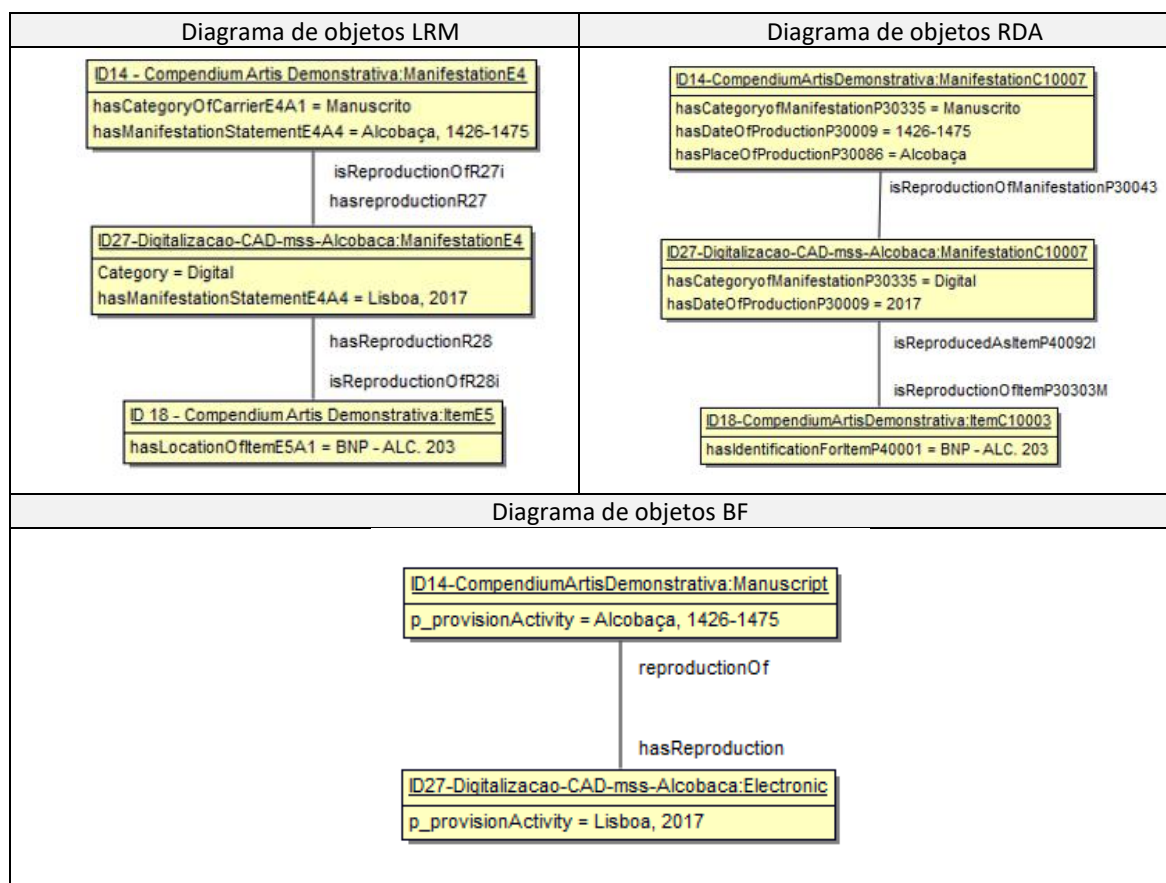 Diagrama de objetos LRM
ID14 - Compendium Artis Demonstrativa:ManifestationE4
hasCategoryOfCarrierE4A1 = Manuscrito
hasManifestationStatementE4A4 = Alcobaça, 1426-1475
isReproductionOfR27i
hasreproductionR27
ID27-Digitalizacao-CAD-mss-Alcobaca:ManifestationE4
Category = Digital
hasManifestationStatementE4A4 = Lisboa, 2017
hasReproductionR28
isReproductionOfR28i
ID 18 - Compendium Artis Demonstrativa:ItemE5
hasLocationOfItemE5A1 = BNP - ALC. 203
Diagrama de objetos RDA
ID14-CompendiumArtisDemonstrativa:ManifestationC10007
hasCategoryofManifestationP30335 = Manuscrito
hasDateOfProductionP30009 = 1426-1475
hasPlaceOfProductionP30086 = Alcobaça
isReproductionOfManifestationP30043
ID27-Digitalizacao-CAD-mss-Alcobaca:ManifestationC10007
hasCategoryofManifestationP30335 = Digital
hasDateOfProductionP30009 = 2017
isReproducedAsItemP40092I
isReproductionOfItemP30303M
ID18-CompendiumArtisDemonstrativa:ItemC10003
hasIdentificationForItemP40001 = BNP - ALC. 203
Diagrama de objetos BF
ID14-CompendiumArtisDemonstrativa:Manuscript
p_provisionActivity = Alcobaça, 1426-1475
reproductionOf
hasReproduction
ID27-Digitalizacao-CAD-mss-Alcobaca:Electronic
p_provisionActivity = Lisboa, 2017